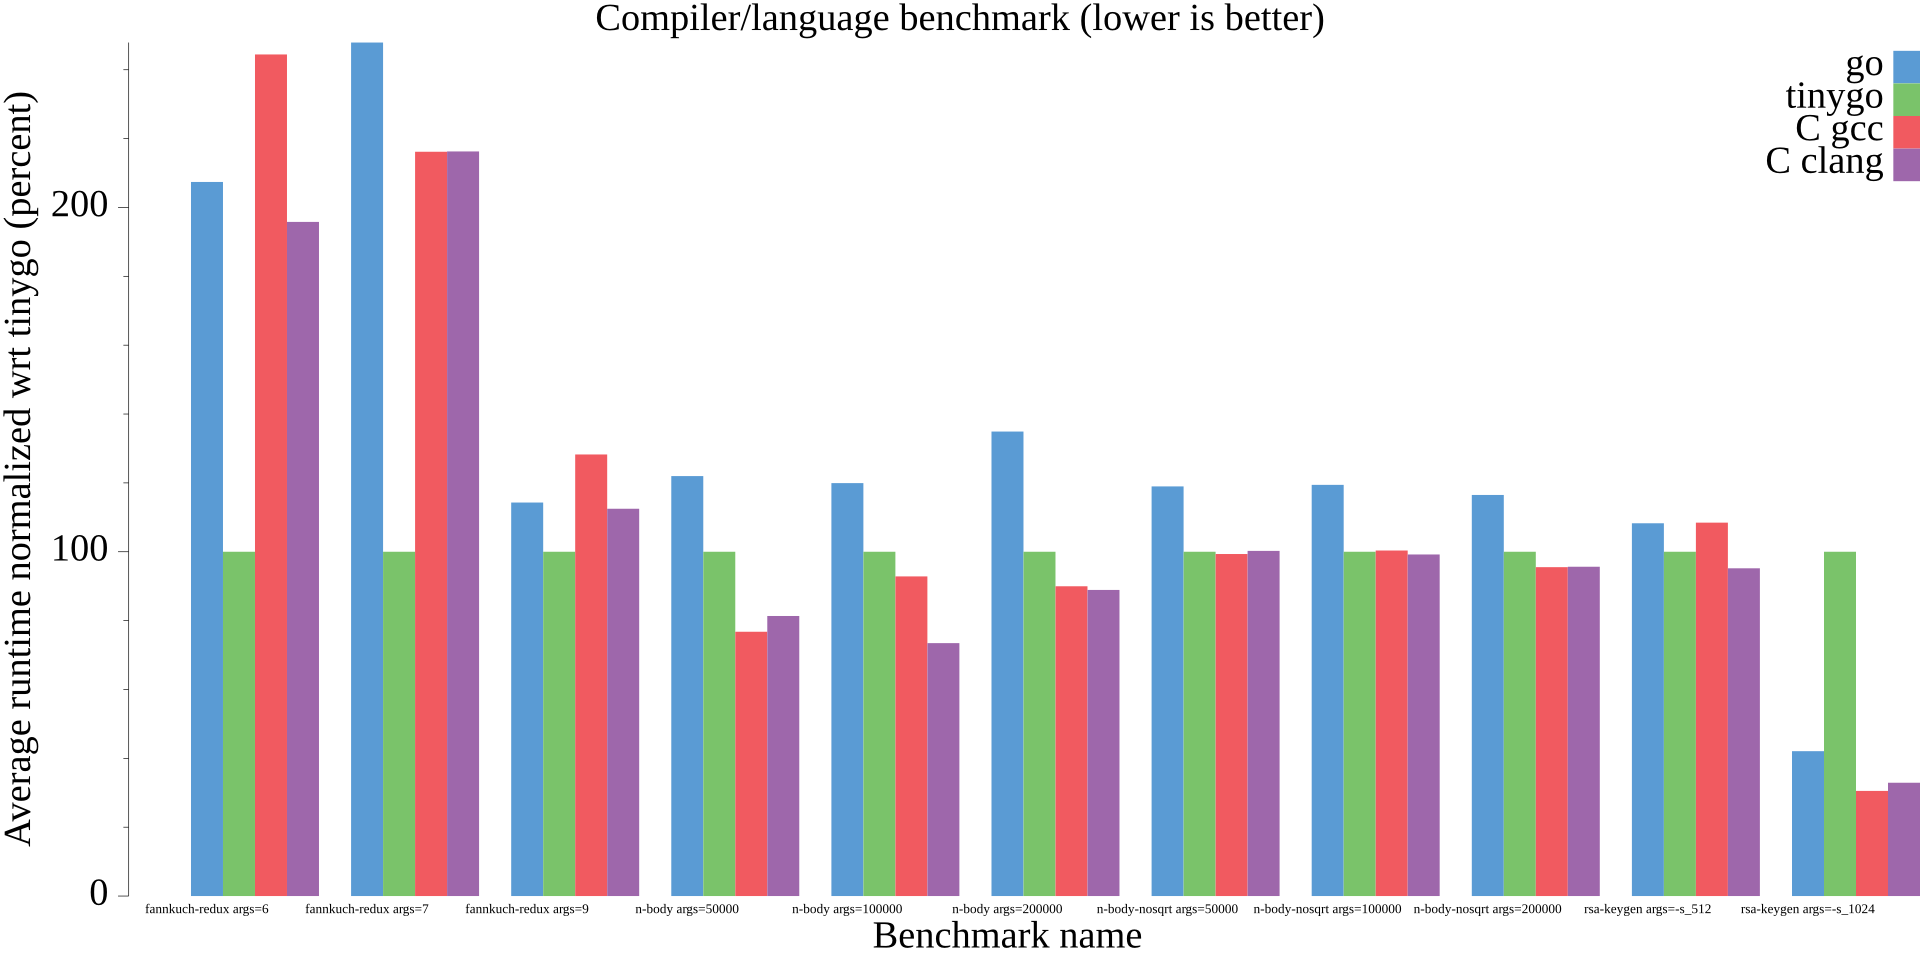 Compiler/language benchmark (lower is better)
go
tinygo
C gcc
C clang
Average runtime normalized wrt tinygo (percent)
200
100
0
fannkuch-redux args=6
fannkuch-redux args=7
fannkuch-redux args=9
n-body args=50000
n-body args=100000
n-body args=200000
n-body-nosqrt args=50000
n-body-nosqrt args=100000
n-body-nosqrt args=200000
rsa-keygen args=-s_512
rsa-keygen args=-s_1024
Benchmark name